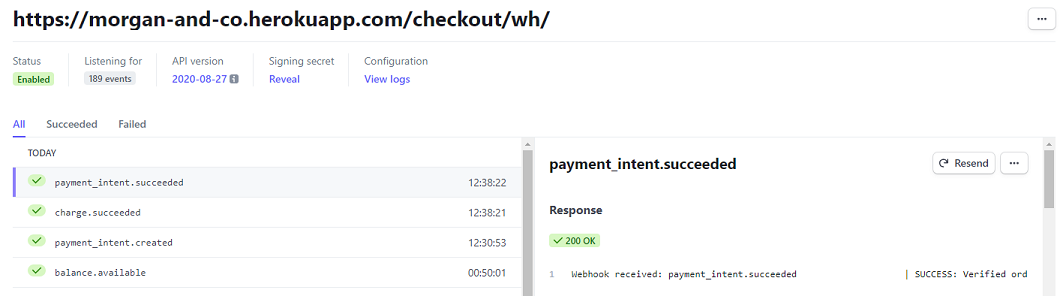 https://morgan-and-co.herokuapp.com/checkout/wh/
Status Listening for API version Signing secret Configuration
Enabled 189 events 2020-08-27 Reveal View logs
All Succeeded Failed
TODAY
payment_intent.succeeded 12:38:22
charge.succeeded 12:38:21
payment_intent.created 12:30:53
balance.available 00:50:01
payment_intent.succeeded Resend
Response
200 OK
1 Webhook received: payment_intent.succeeded | SUCCESS: Verified ord